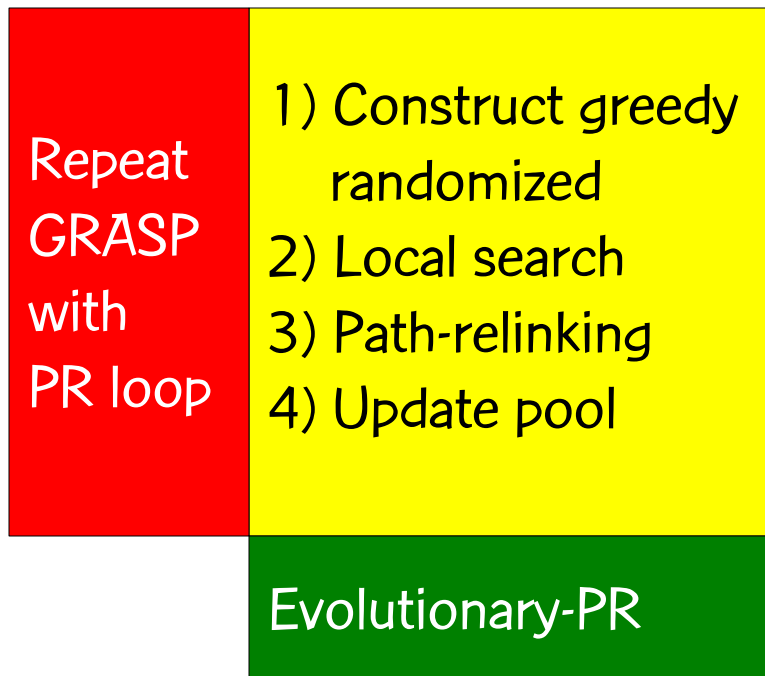 Repeat
GRASP
with
PR loop
1) Construct greedy
randomized
2) Local search
3) Path-relinking
4) Update pool
Evolutionary-PR